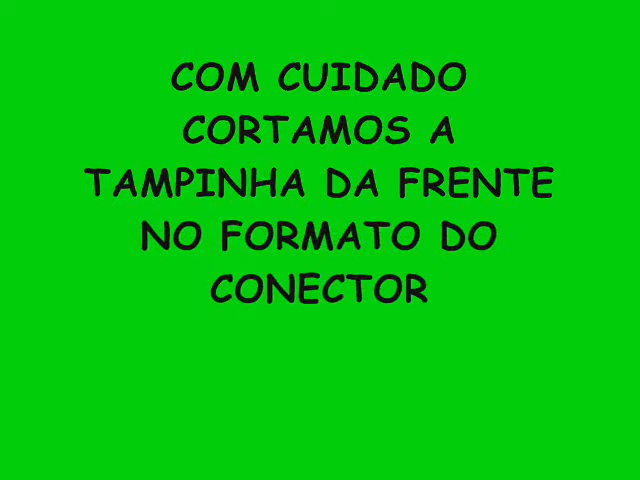 COM CUIDADO
CORTAMOS A
TAMPINHA DA FRENTE
NO FORMATO DO
CONECTOR